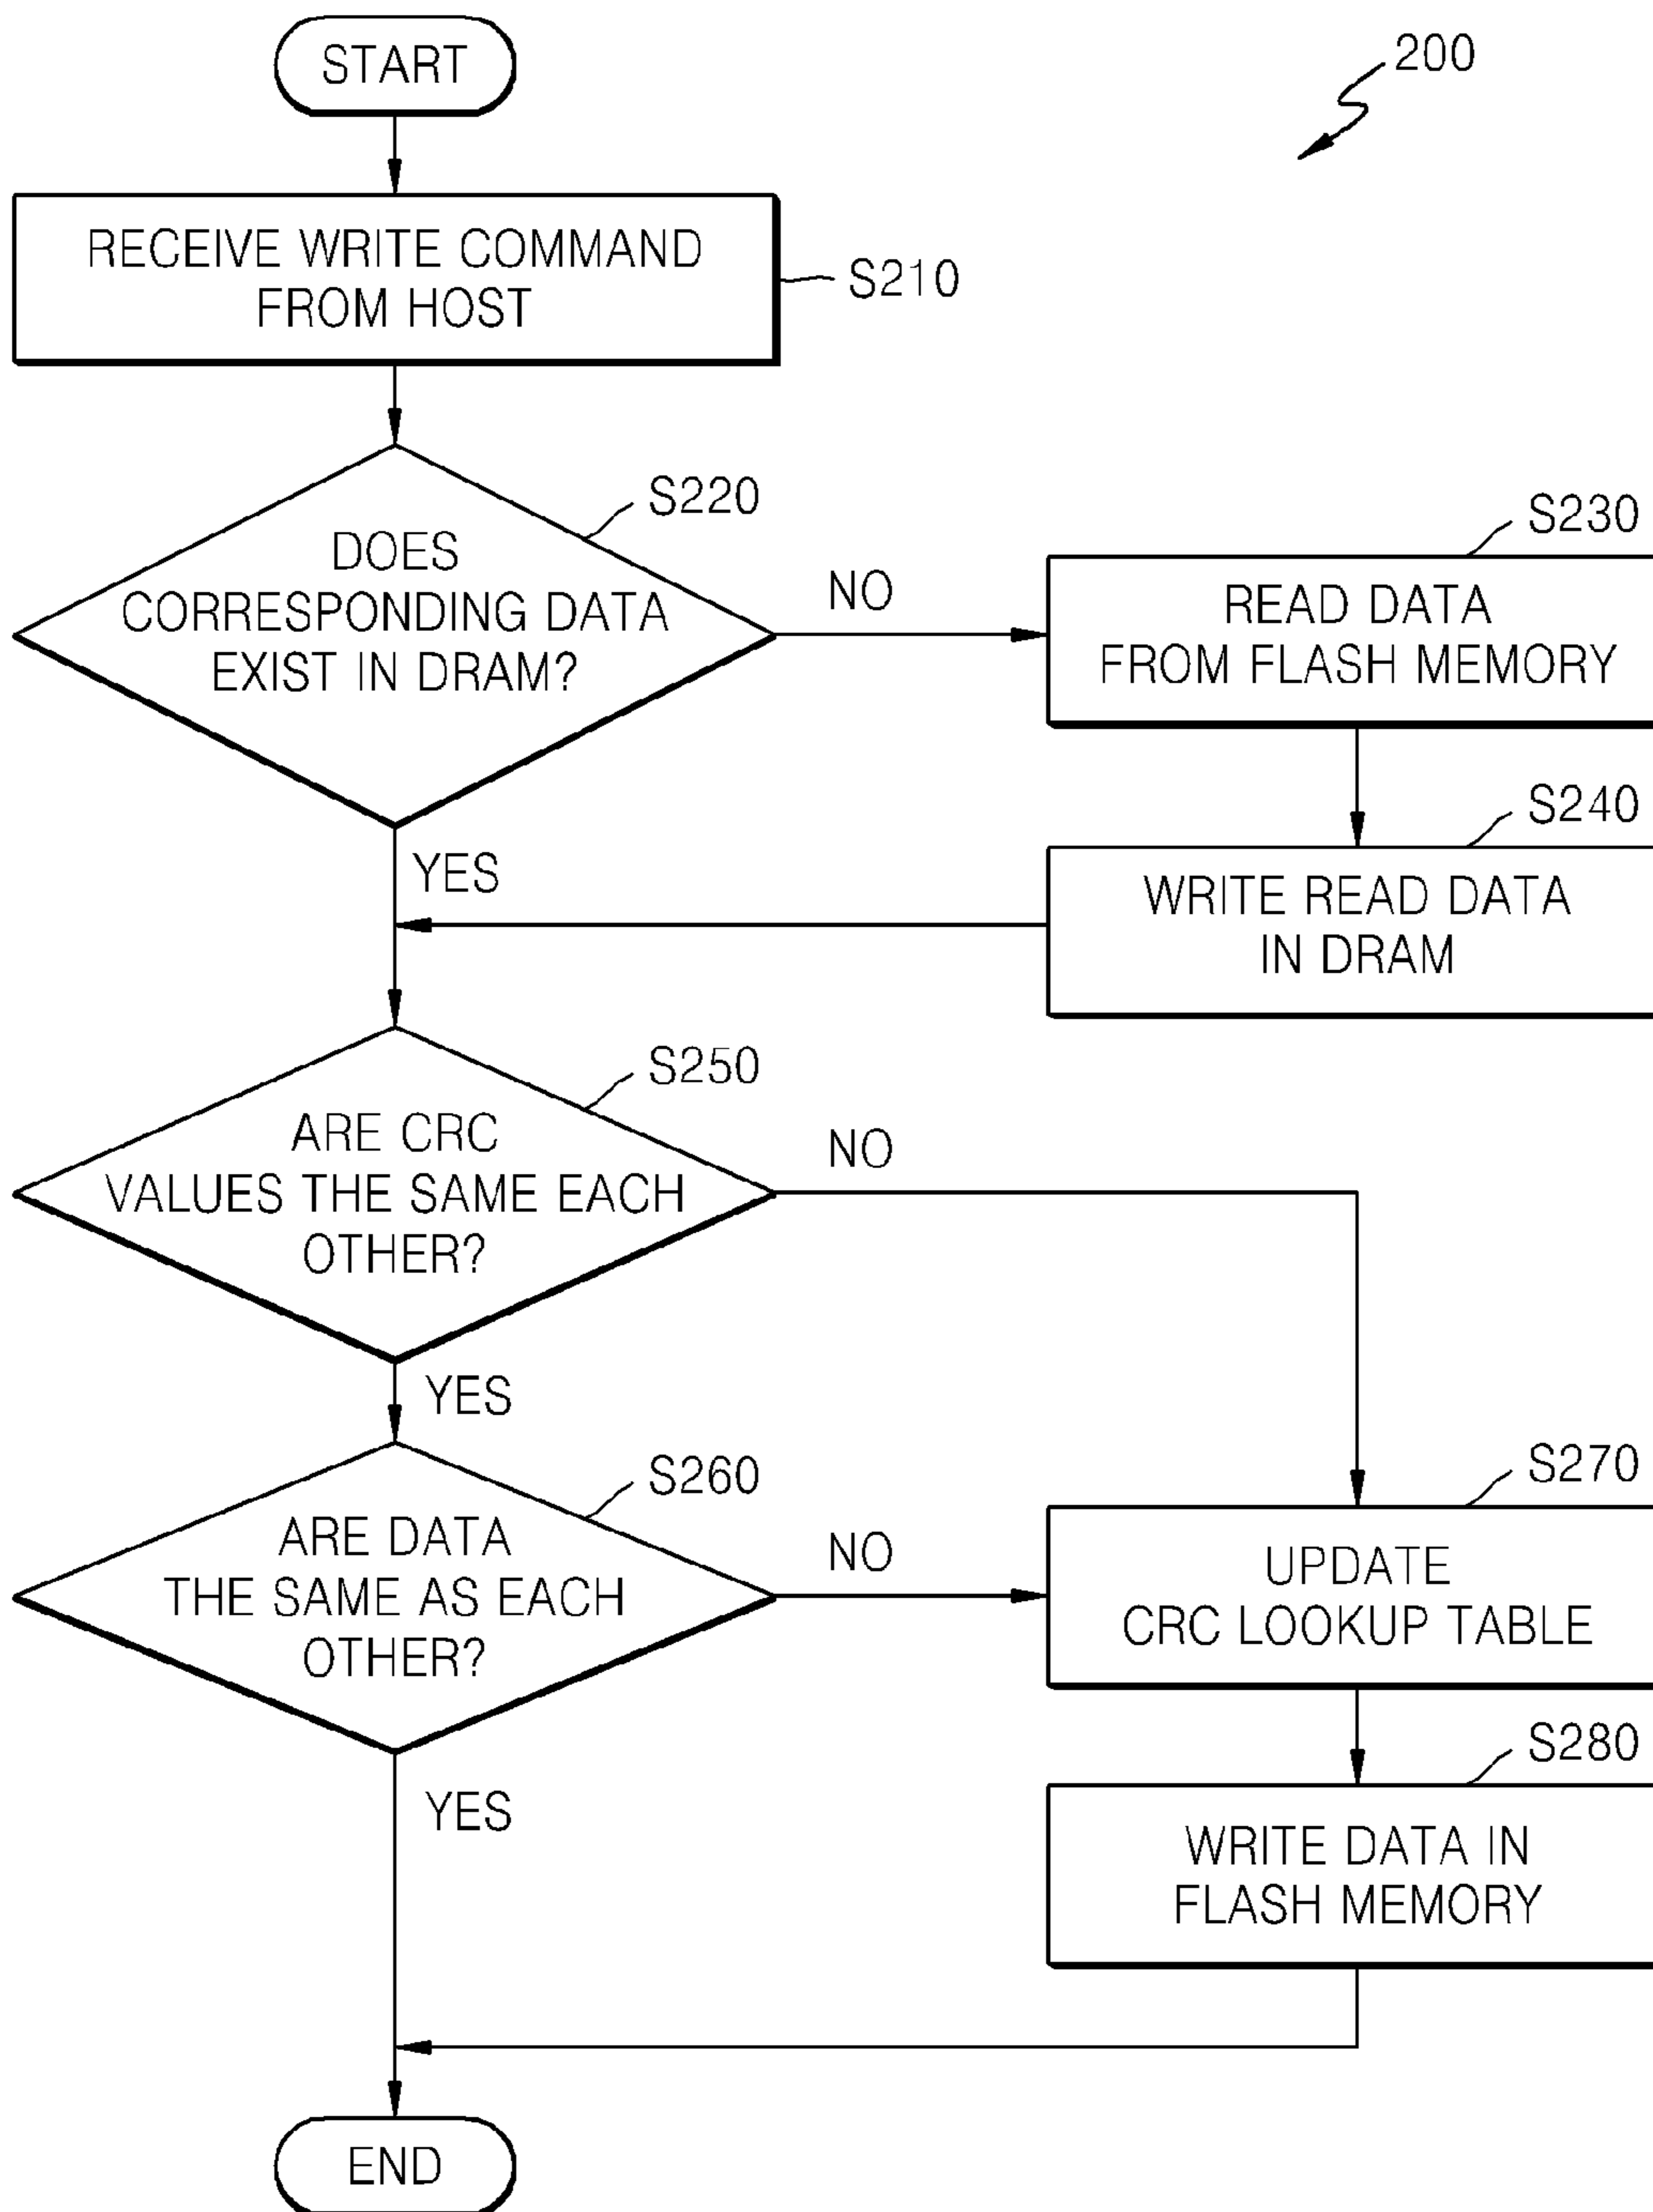 START
200
RECEIVE WRITE COMMAND
FROM HOST
S210
S220
DOES
CORRESPONDING DATA
EXIST IN DRAM?
NO
S230
READ DATA
FROM FLASH MEMORY
YES
S240
WRITE READ DATA
IN DRAM
S250
ARE CRC
VALUES THE SAME EACH
OTHER?
NO
YES
S260
ARE DATA
THE SAME AS EACH
OTHER?
NO
S270
UPDATE
CRC LOOKUP TABLE
YES
S280
WRITE DATA IN
FLASH MEMORY
END